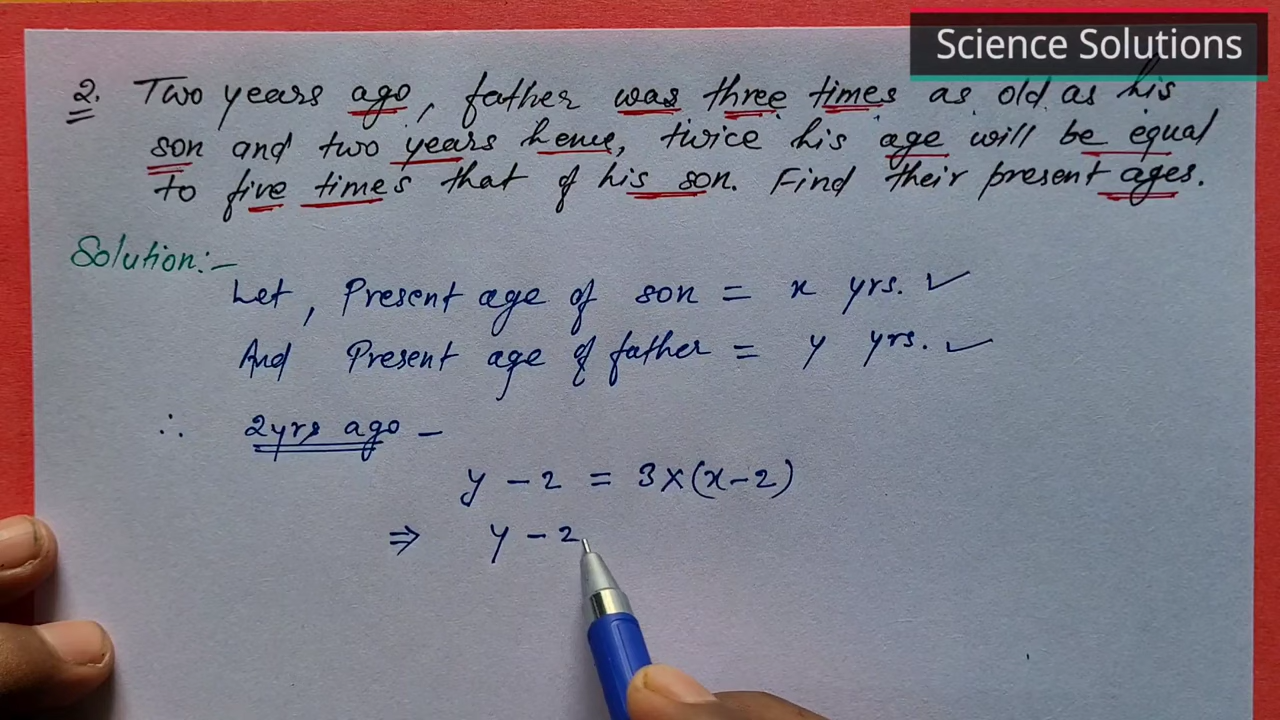 Science Solutions
2. Two years ago, father was three times as old as his
son and two years hence, twice his age will be equal
to five times that of his son. Find their present ages.
Solution:-
Let, Present age of son = x yrs. ✓
And Present age of father = y yrs. ✓
∴ 2yrs ago –
y - 2 = 3×(x-2)
⇒ y - 2